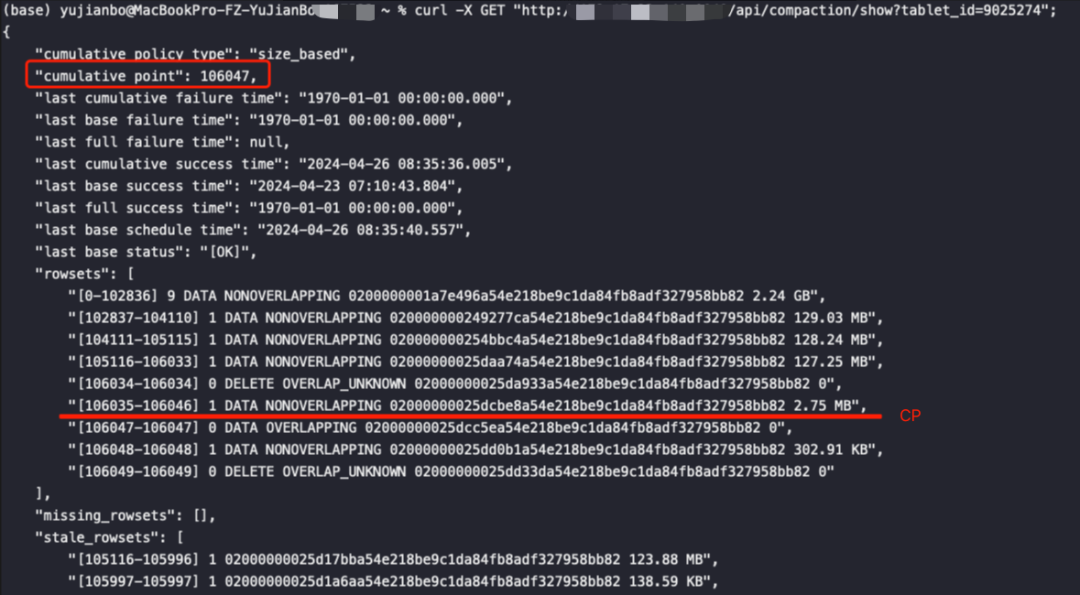 (base) yujianbo@MacBookPro-FZ-YuJianBo ~ % curl -X GET "http:/ /api/compaction/show?tablet_id=9025274";
{
"cumulative policy type": "size_based",
"cumulative point": 106047,
"last cumulative failure time": "1970-01-01 00:00:00.000",
"last base failure time": "1970-01-01 00:00:00.000",
"last full failure time": null,
"last cumulative success time": "2024-04-26 08:35:36.005",
"last base success time": "2024-04-23 07:10:43.804",
"last full success time": "1970-01-01 00:00:00.000",
"last base schedule time": "2024-04-26 08:35:40.557",
"last base status": "[OK]",
"rowsets": [
"[0-102836] 9 DATA NONOVERLAPPING 0200000001a7e496a54e218be9c1da84fb8adf327958bb82 2.24 GB",
"[102837-104110] 1 DATA NONOVERLAPPING 020000000249277ca54e218be9c1da84fb8adf327958bb82 129.03 MB",
"[104111-105115] 1 DATA NONOVERLAPPING 020000000254bbc4a54e218be9c1da84fb8adf327958bb82 128.24 MB",
"[105116-106033] 1 DATA NONOVERLAPPING 02000000025daa74a54e218be9c1da84fb8adf327958bb82 127.25 MB",
"[106034-106034] 0 DELETE OVERLAP_UNKNOWN 02000000025da933a54e218be9c1da84fb8adf327958bb82 0",
"[106035-106046] 1 DATA NONOVERLAPPING 02000000025dcbe8a54e218be9c1da84fb8adf327958bb82 2.75 MB",
CP
"[106047-106047] 0 DATA OVERLAPPING 02000000025dcc5ea54e218be9c1da84fb8adf327958bb82 0",
"[106048-106048] 1 DATA NONOVERLAPPING 02000000025dd0b1a54e218be9c1da84fb8adf327958bb82 302.91 KB",
"[106049-106049] 0 DELETE OVERLAP_UNKNOWN 02000000025dd33da54e218be9c1da84fb8adf327958bb82 0"
],
"missing_rowsets": [],
"stale_rowsets": [
"[105116-105996] 1 02000000025d17bba54e218be9c1da84fb8adf327958bb82 123.88 MB",
"[105997-105997] 1 02000000025d1a6aa54e218be9c1da84fb8adf327958bb82 138.59 KB",